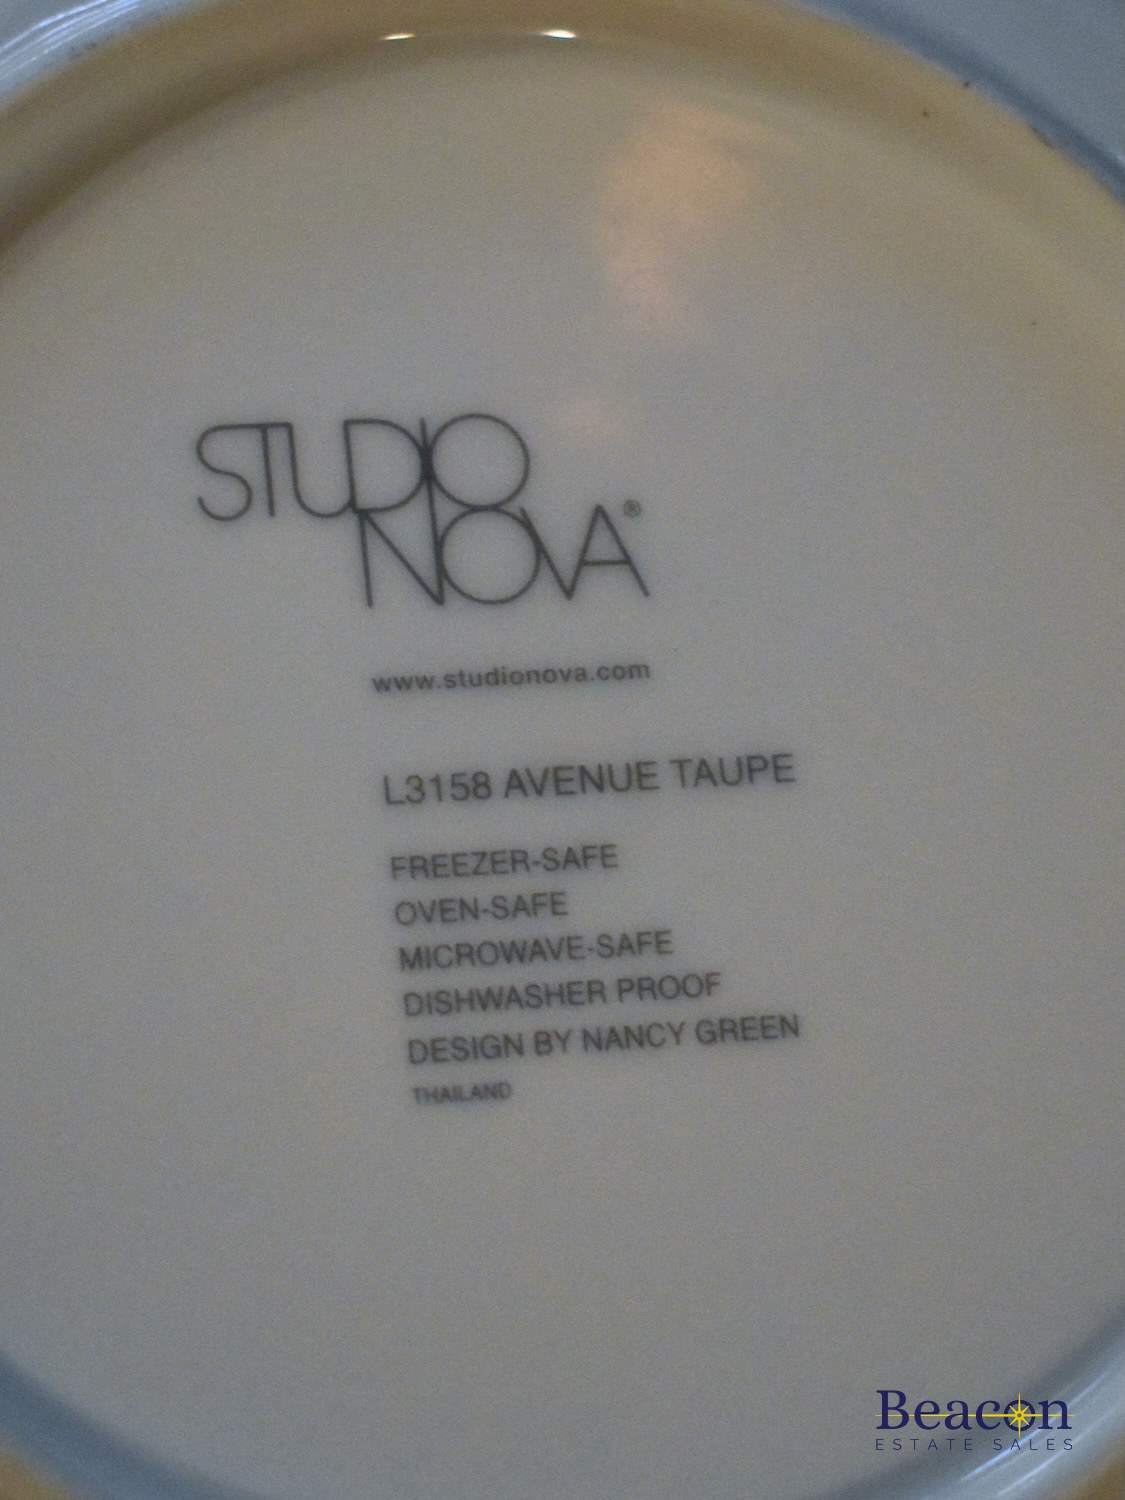 STUDIO
NOVA®
www.studionova.com
L3158 AVENUE TAUPE
FREEZER-SAFE
OVEN-SAFE
MICROWAVE-SAFE
DISHWASHER PROOF
DESIGN BY NANCY GREEN
THAILAND
Beacon
ESTATE SALES